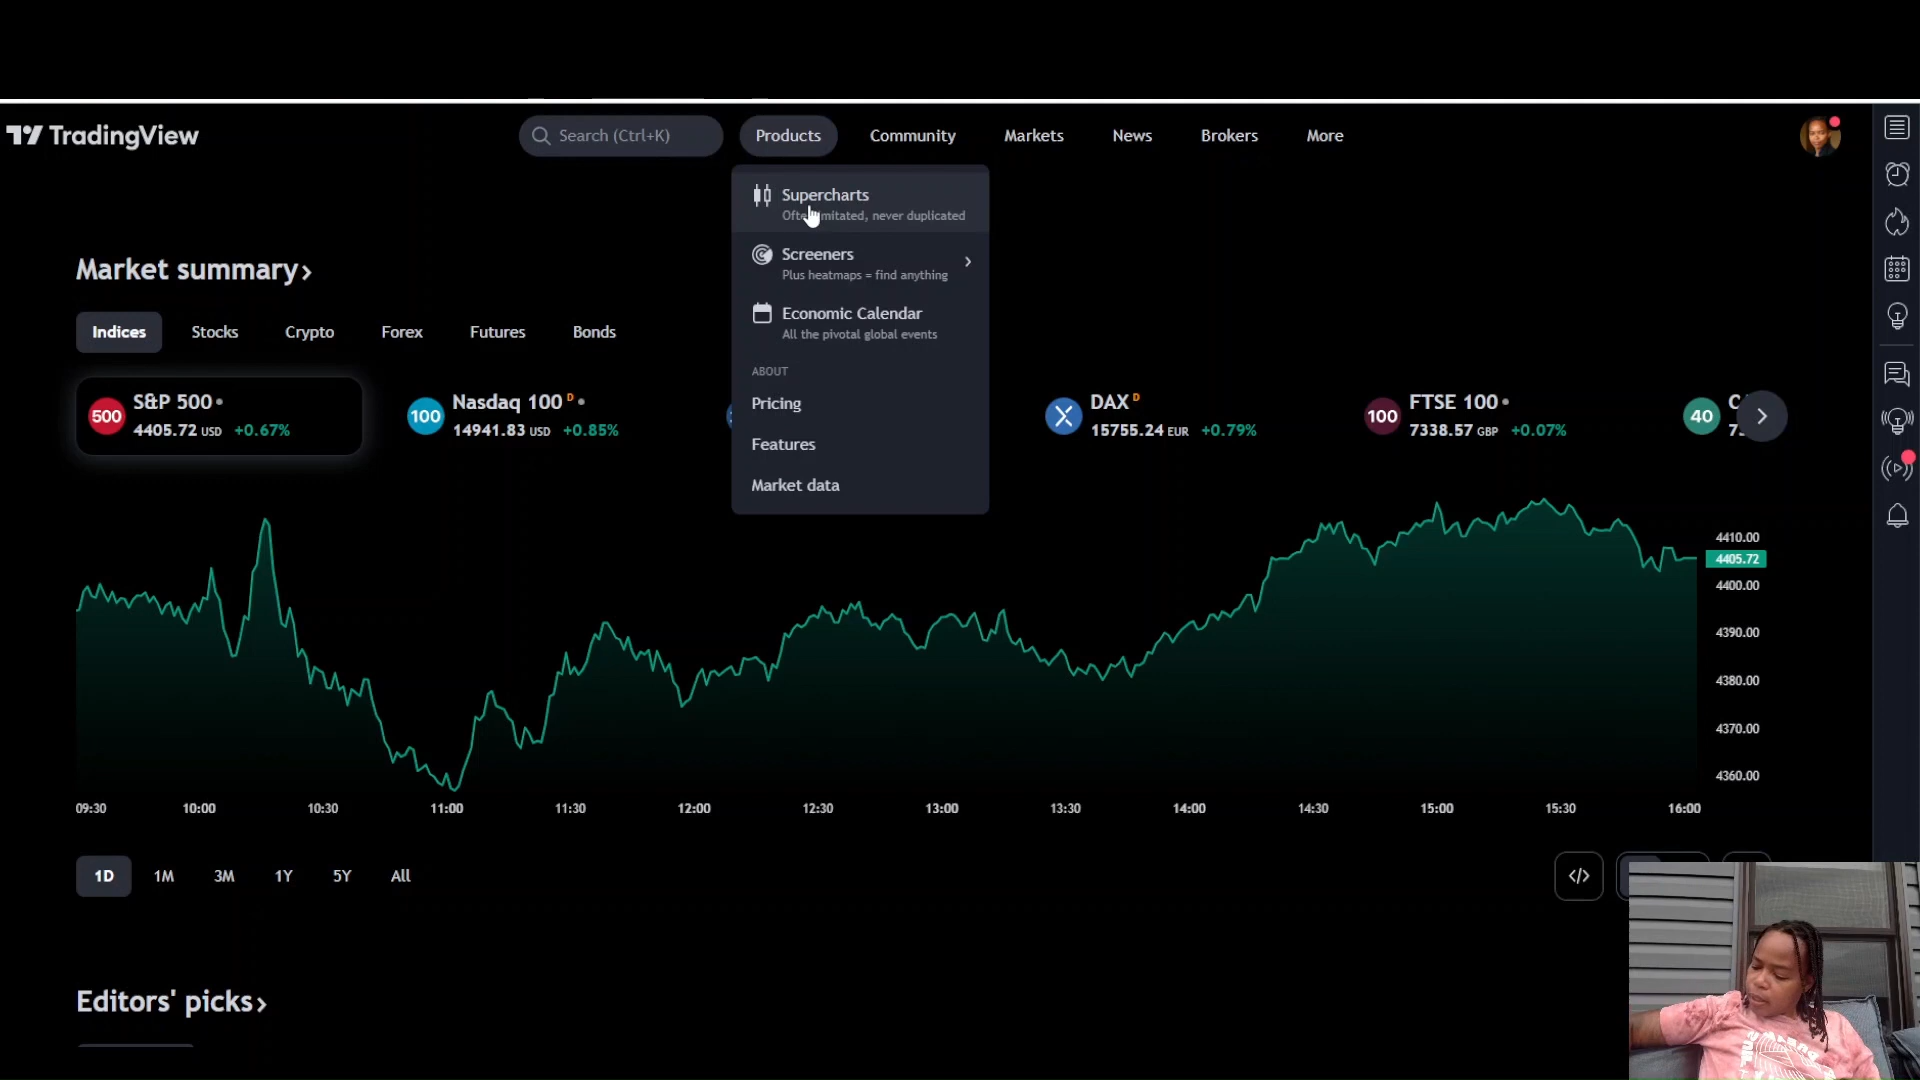 TradingView
Search (Ctrl+K)
Products
Community
Markets
News
Brokers
More
Supercharts
Often imitated, never duplicated
Screeners
Plus heatmaps = find anything
Economic Calendar
All the pivotal global events
ABOUT
Pricing
Features
Market data
Market summary
Indices
Stocks
Crypto
Forex
Futures
Bonds
500
S&P 500
4405.72 USD +0.67%
100
Nasdaq 100 D
14941.83 USD +0.85%
DAX D
15755.24 EUR +0.79%
100
FTSE 100
7338.57 GBP +0.07%
40
4410.00
4405.72
4400.00
4390.00
4380.00
4370.00
4360.00
09:30 10:00 10:30 11:00 11:30 12:00 12:30 13:00 13:30 14:00 14:30 15:00 15:30 16:00
1D 1M 3M 1Y 5Y All
Editors' picks